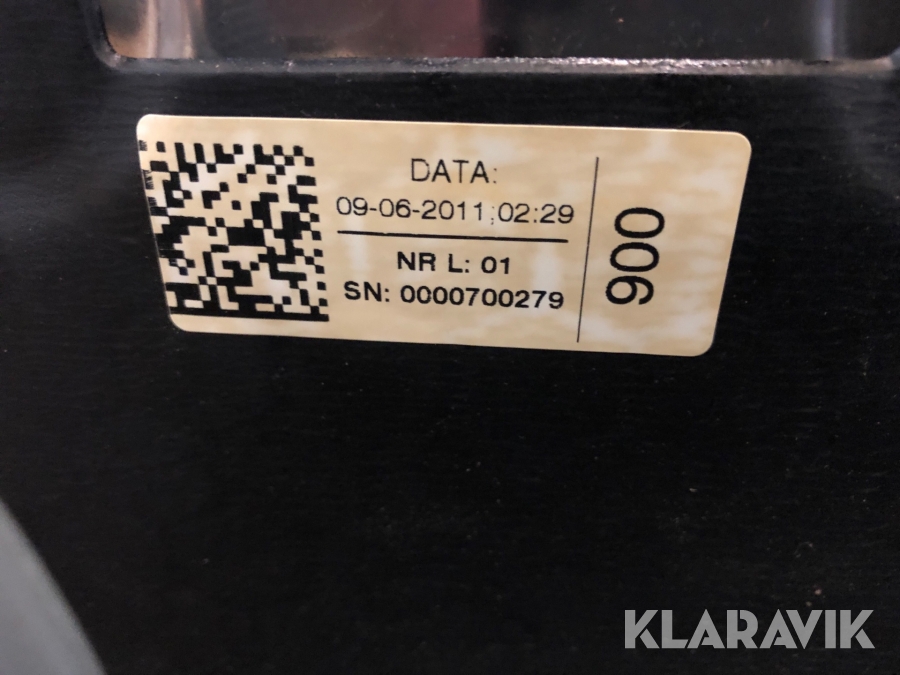 DATA:
09-06-2011;02:29
NR L: 01
SN: 0000700279
900
KLARAVIK